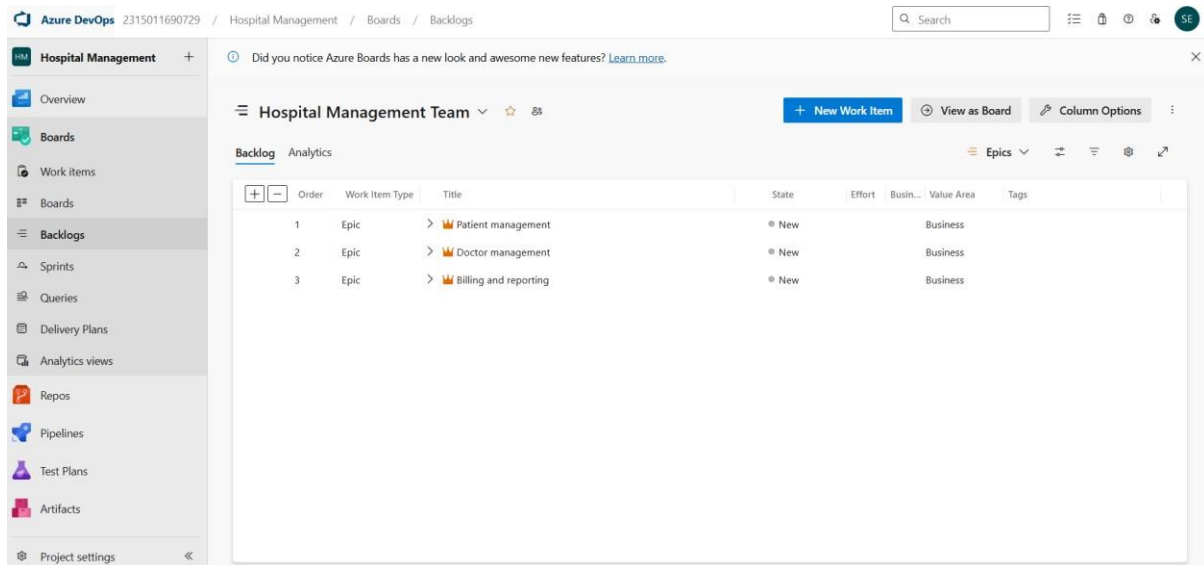 Azure DevOps 2315011690729 / Hospital Management / Boards / Backlogs Search SE
HM Hospital Management +
Did you notice Azure Boards has a new look and awesome new features? Learn more.
Overview
Boards
Work items
Boards
Backlogs
Sprints
Queries
Delivery Plans
Analytics views
Repos
Pipelines
Test Plans
Artifacts
Project settings
Hospital Management Team
+ New Work Item View as Board Column Options
Backlog Analytics Epics
Order Work Item Type Title State Effort Busin... Value Area Tags
1 Epic Patient management New Business
2 Epic Doctor management New Business
3 Epic Billing and reporting New Business